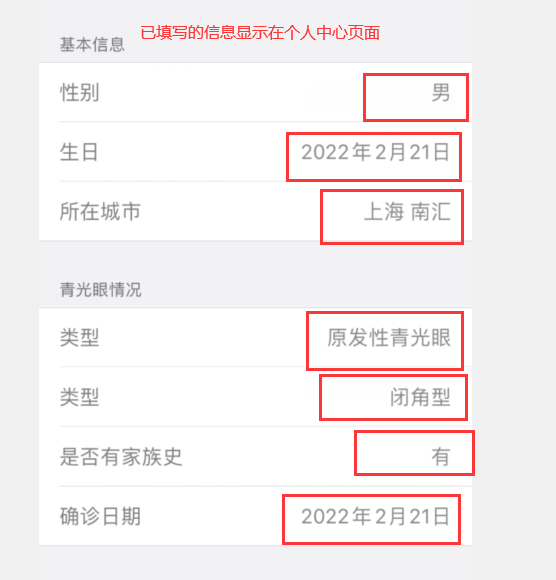 已填写的信息显示在个人中心页面
基本信息
性别 男
生日 2022年2月21日
所在城市 上海 南汇
青光眼情况
类型 原发性青光眼
类型 闭角型
是否有家族史 有
确诊日期 2022年2月21日